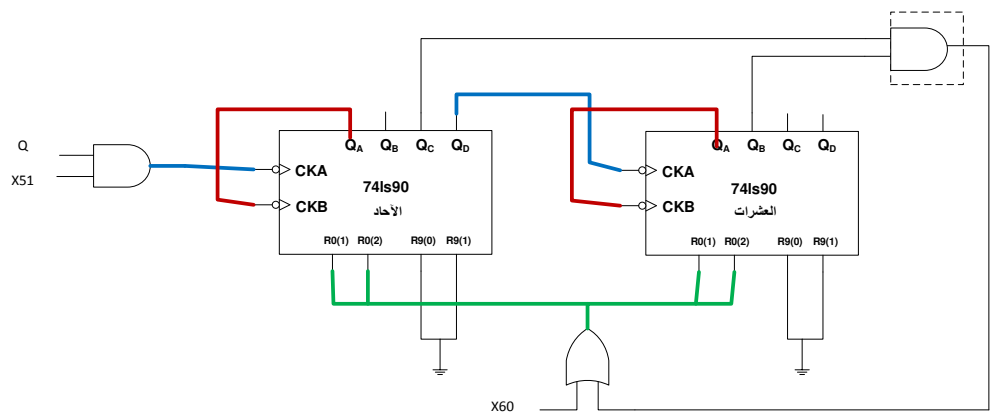 Q
X51
QA QB QC QD
CKA
74ls90
CKB
الآحاد
R0(1) R0(2) R9(0) R9(1)
QA QB QC QD
CKA
74ls90
CKB
العشرات
R0(1) R0(2) R9(0) R9(1)
X60